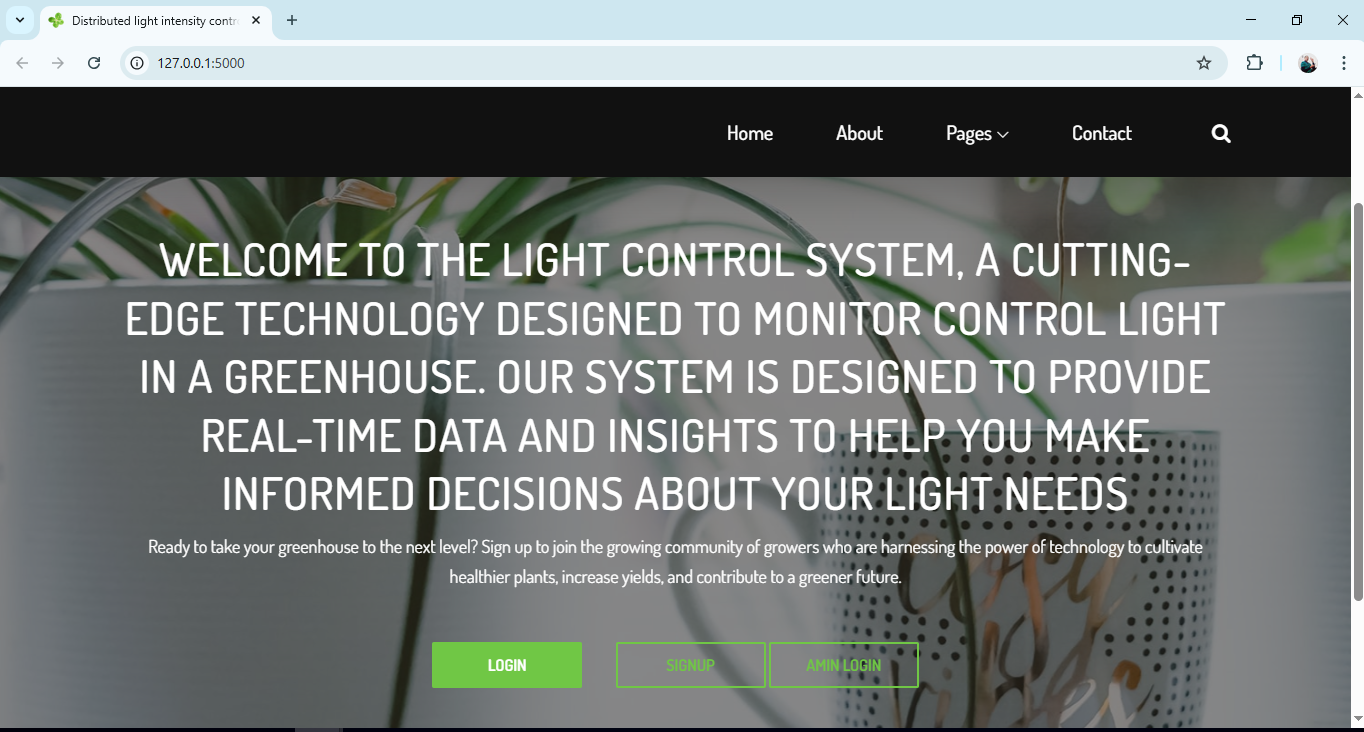 Distributed light intensity contr
127.0.0.1:5000
Home About Pages Contact
WELCOME TO THE LIGHT CONTROL SYSTEM, A CUTTING-
EDGE TECHNOLOGY DESIGNED TO MONITOR CONTROL LIGHT
IN A GREENHOUSE. OUR SYSTEM IS DESIGNED TO PROVIDE
REAL-TIME DATA AND INSIGHTS TO HELP YOU MAKE
INFORMED DECISIONS ABOUT YOUR LIGHT NEEDS
Ready to take your greenhouse to the next level? Sign up to join the growing community of growers who are harnessing the power of technology to cultivate
healthier plants, increase yields, and contribute to a greener future.
LOGIN SIGNUP AMIN LOGIN